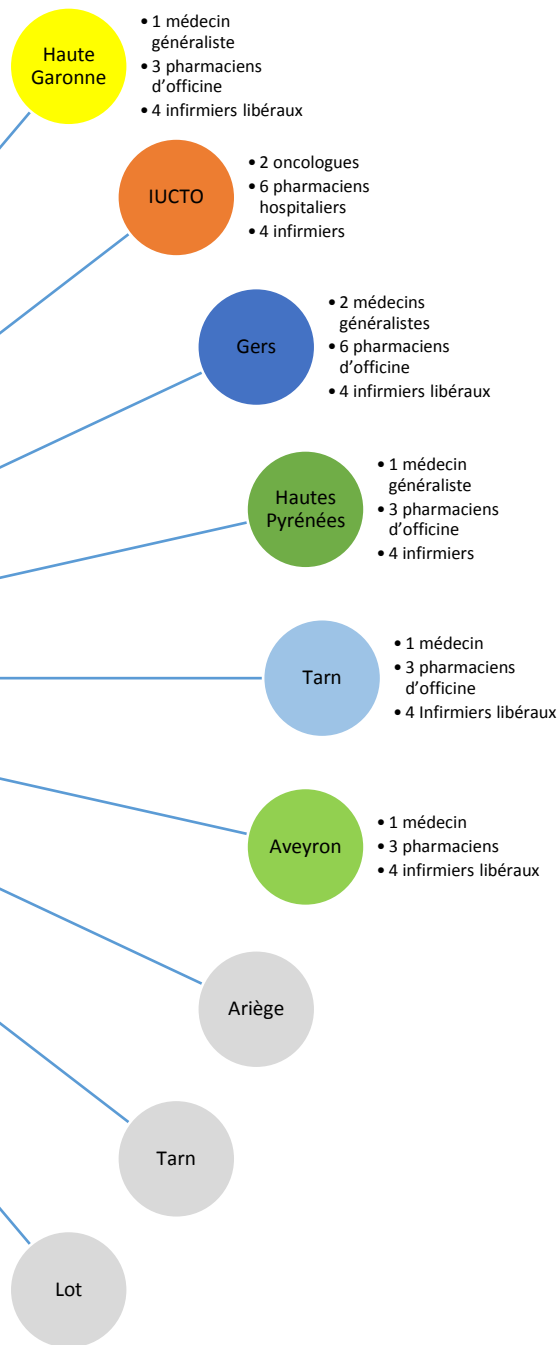 Haute
Garonne
• 1 médecin
généraliste
• 3 pharmaciens
d’officine
• 4 infirmiers libéraux
IUCTO
• 2 oncologues
• 6 pharmaciens
hospitaliers
• 4 infirmiers
Gers
• 2 médecins
généralistes
• 6 pharmaciens
d’officine
• 4 infirmiers libéraux
Hautes
Pyrénées
• 1 médecin
généraliste
• 3 pharmaciens
d’officine
• 4 infirmiers
Tarn
• 1 médecin
• 3 pharmaciens
d’officine
• 4 Infirmiers libéraux
Aveyron
• 1 médecin
• 3 pharmaciens
• 4 infirmiers libéraux
Ariège
Tarn
Lot